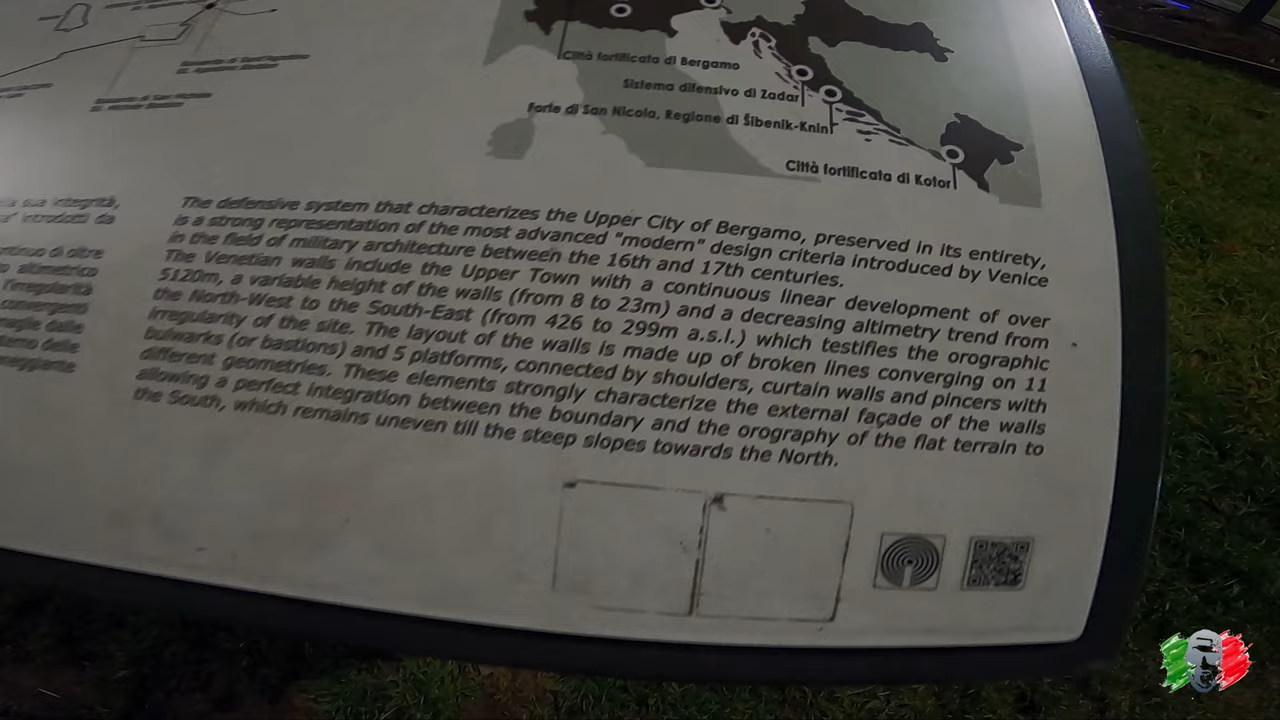 Città fortificata di Bergamo
Sistema difensivo di Zadar
Forte di San Nicola, Regione di Šibenik-Knin
Città fortificata di Kotor
la sua integrità,
introdotti da
The defensive system that characterizes the Upper City of Bergamo, preserved in its entirety,
is a strong representation of the most advanced "modern" design criteria introduced by Venice
in the field of military architecture between the 16th and 17th centuries.
The Venetian walls include the Upper Town with a continuous linear development of over
5120m, a variable height of the walls (from 8 to 23m) and a decreasing altimetry trend from
the North-West to the South-East (from 426 to 299m a.s.l.) which testifies the orographic
irregularity of the site. The layout of the walls is made up of broken lines converging on 11
bulwarks (or bastions) and 5 platforms, connected by shoulders, curtain walls and pincers with
different geometries. These elements strongly characterize the external façade of the walls
allowing a perfect integration between the boundary and the orography of the flat terrain to
the South, which remains uneven till the steep slopes towards the North.